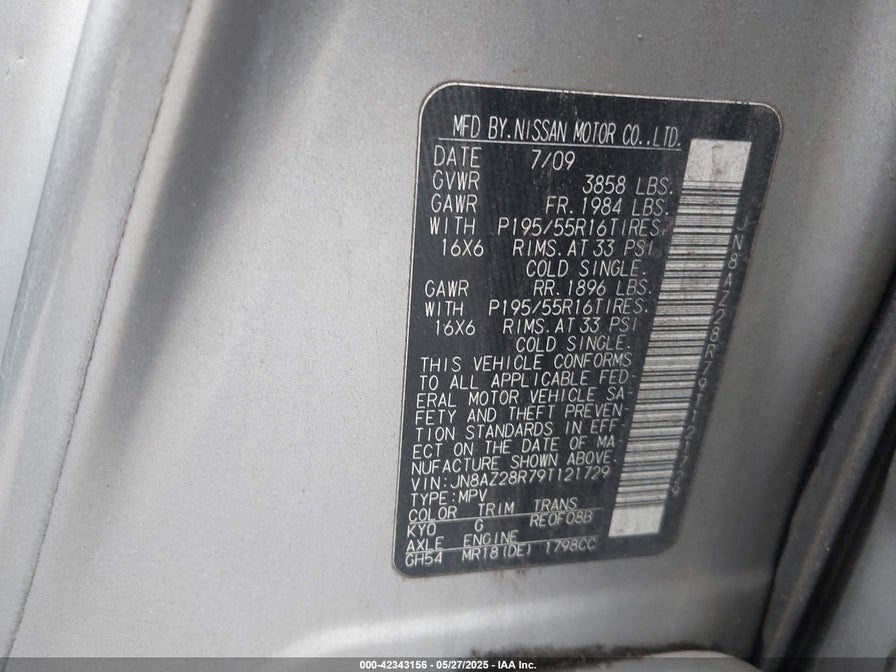 MFD BY. NISSAN MOTOR CO., LTD.
DATE 7/09
GVWR 3858 LBS.
GAWR FR. 1984 LBS.
WITH P195/55R16TIRES.
16X6 RIMS. AT 33 PSI
COLD SINGLE.
GAWR RR. 1896 LBS.
WITH P195/55R16TIRES.
16X6 RIMS. AT 33 PSI
COLD SINGLE.
THIS VEHICLE CONFORMS
TO ALL APPLICABLE FED-
ERAL MOTOR VEHICLE SA-
FETY AND THEFT PREVEN-
TION STANDARDS IN EFF-
ECT ON THE DATE OF MA-
NUFACTURE SHOWN ABOVE.
VIN: JN8AZ28R79T121729
TYPE: MPV
COLOR TRIM TRANS
KY0 G RE0F08B
AXLE ENGINE
GH54 MR18(DE) 1798CC
JN8AZ28R79T121729
000-42343156 - 05/27/2025 - IAA Inc.